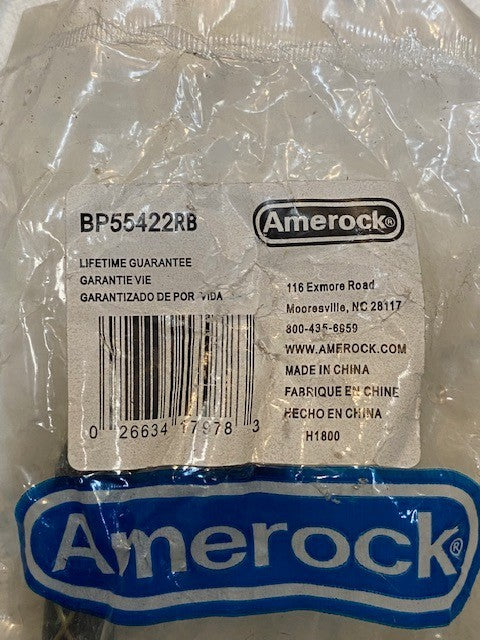 BP55422RB
Amerock®
LIFETIME GUARANTEE
GARANTIE VIE
GARANTIZADO DE POR VIDA
0 26634 17978 3
116 Exmore Road
Mooresville, NC 28117
800-435-6959
WWW.AMEROCK.COM
MADE IN CHINA
FABRIQUE EN CHINE
HECHO EN CHINA
H1800
Amerock®